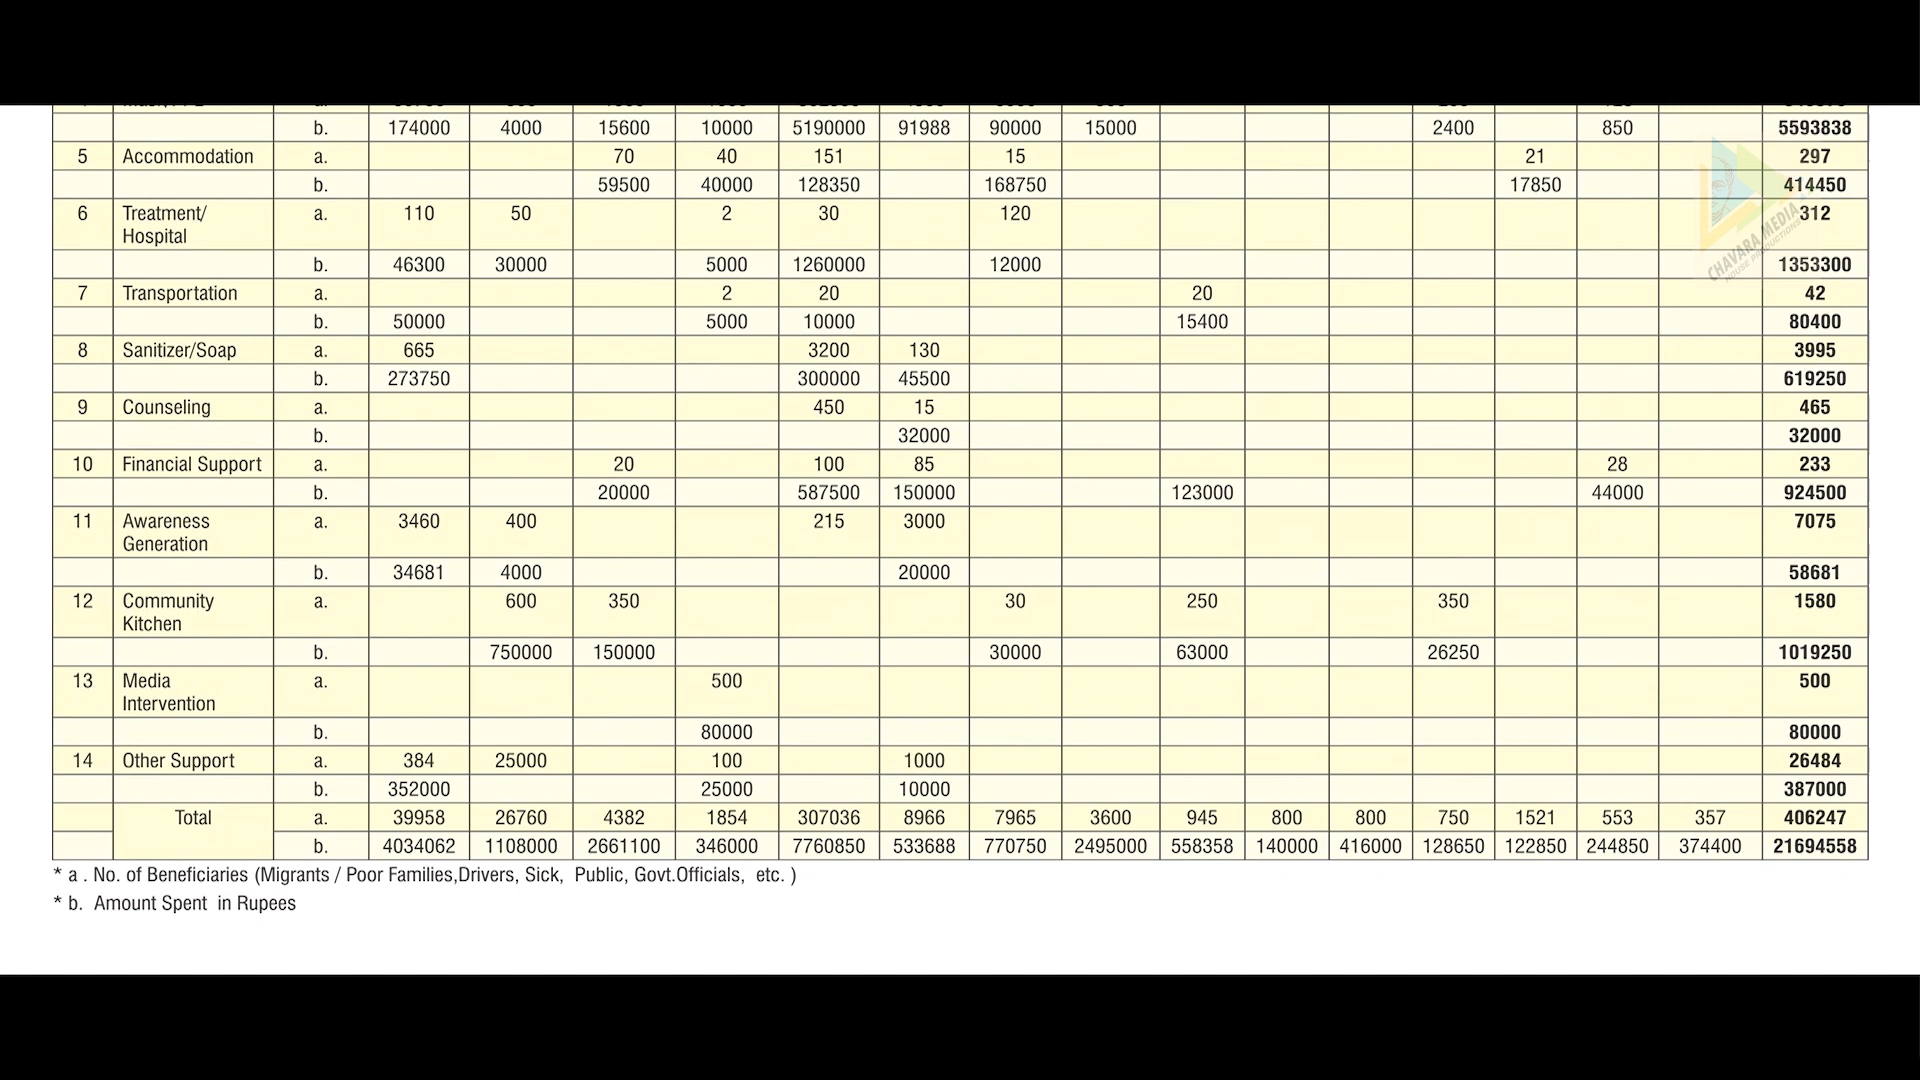 b. 174000 4000 15600 10000 5190000 91988 90000 15000 2400 850 5593838
5 Accommodation a. 70 40 151 15 21 297
b. 59500 40000 128350 168750 17850 414450
6 Treatment/ a. 110 50 2 30 120 312
Hospital
b. 46300 30000 5000 1260000 12000 1353300
7 Transportation a. 2 20 20 42
b. 50000 5000 10000 15400 80400
8 Sanitizer/Soap a. 665 3200 130 3995
b. 273750 300000 45500 619250
9 Counseling a. 450 15 465
b. 32000 32000
10 Financial Support a. 20 100 85 28 233
b. 20000 587500 150000 123000 44000 924500
11 Awareness a. 3460 400 215 3000 7075
Generation
b. 34681 4000 20000 58681
12 Community a. 600 350 30 250 350 1580
Kitchen
b. 750000 150000 30000 63000 26250 1019250
13 Media a. 500 500
Intervention
b. 80000 80000
14 Other Support a. 384 25000 100 1000 26484
b. 352000 25000 10000 387000
Total a. 39958 26760 4382 1854 307036 8966 7965 3600 945 800 800 750 1521 553 357 406247
b. 4034062 1108000 2661100 346000 7760850 533688 770750 2495000 558358 140000 416000 128650 122850 244850 374400 21694558
* a . No. of Beneficiaries (Migrants / Poor Families,Drivers, Sick, Public, Govt.Officials, etc. )
* b. Amount Spent in Rupees
CHAVARA MEDIA
HOUSE PRODUCTIONS